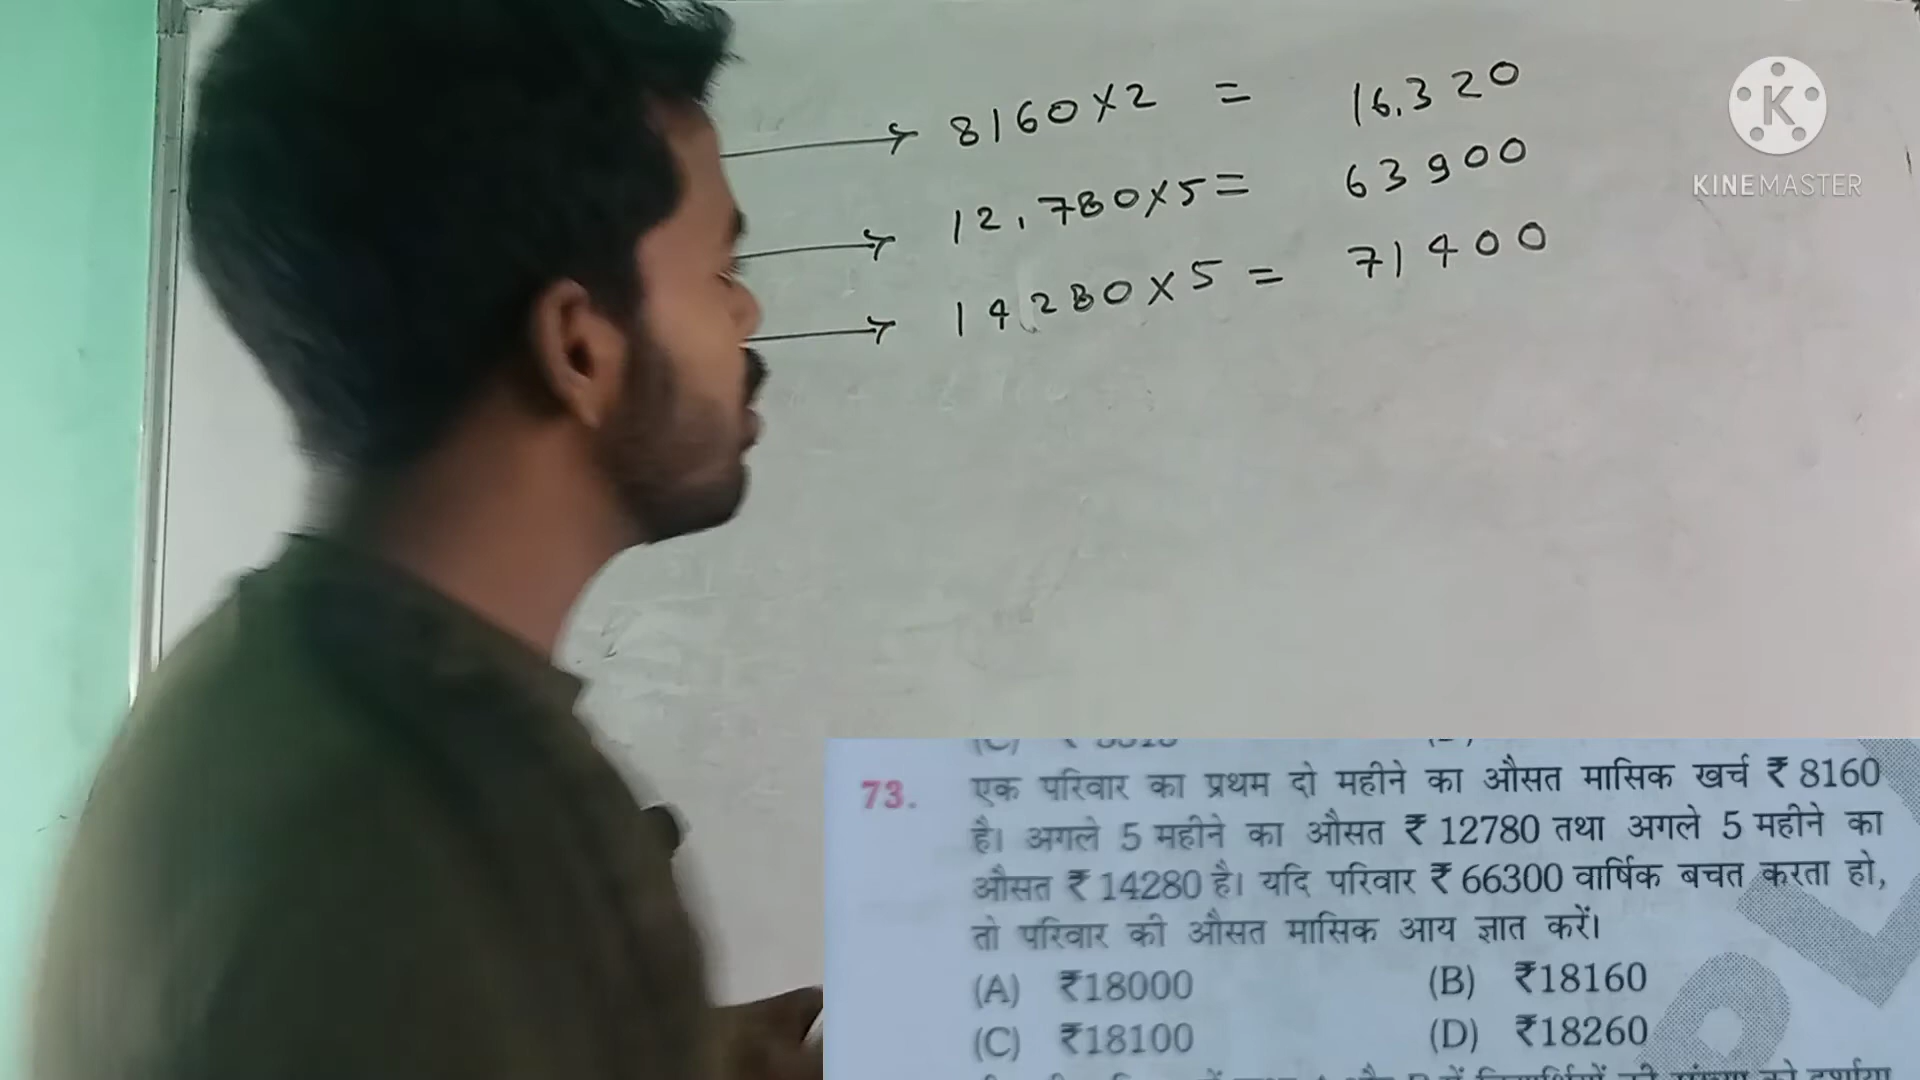 8160×2 = 16,320
12,780×5= 63900
14280×5 = 71400
KINEMASTER
73. एक परिवार का प्रथम दो महीने का औसत मासिक खर्च ₹ 8160
है। अगले 5 महीने का औसत ₹ 12780 तथा अगले 5 महीने का
औसत ₹ 14280 है। यदि परिवार ₹ 66300 वार्षिक बचत करता हो,
तो परिवार की औसत मासिक आय ज्ञात करें।
(A) ₹18000 (B) ₹18160
(C) ₹18100 (D) ₹18260